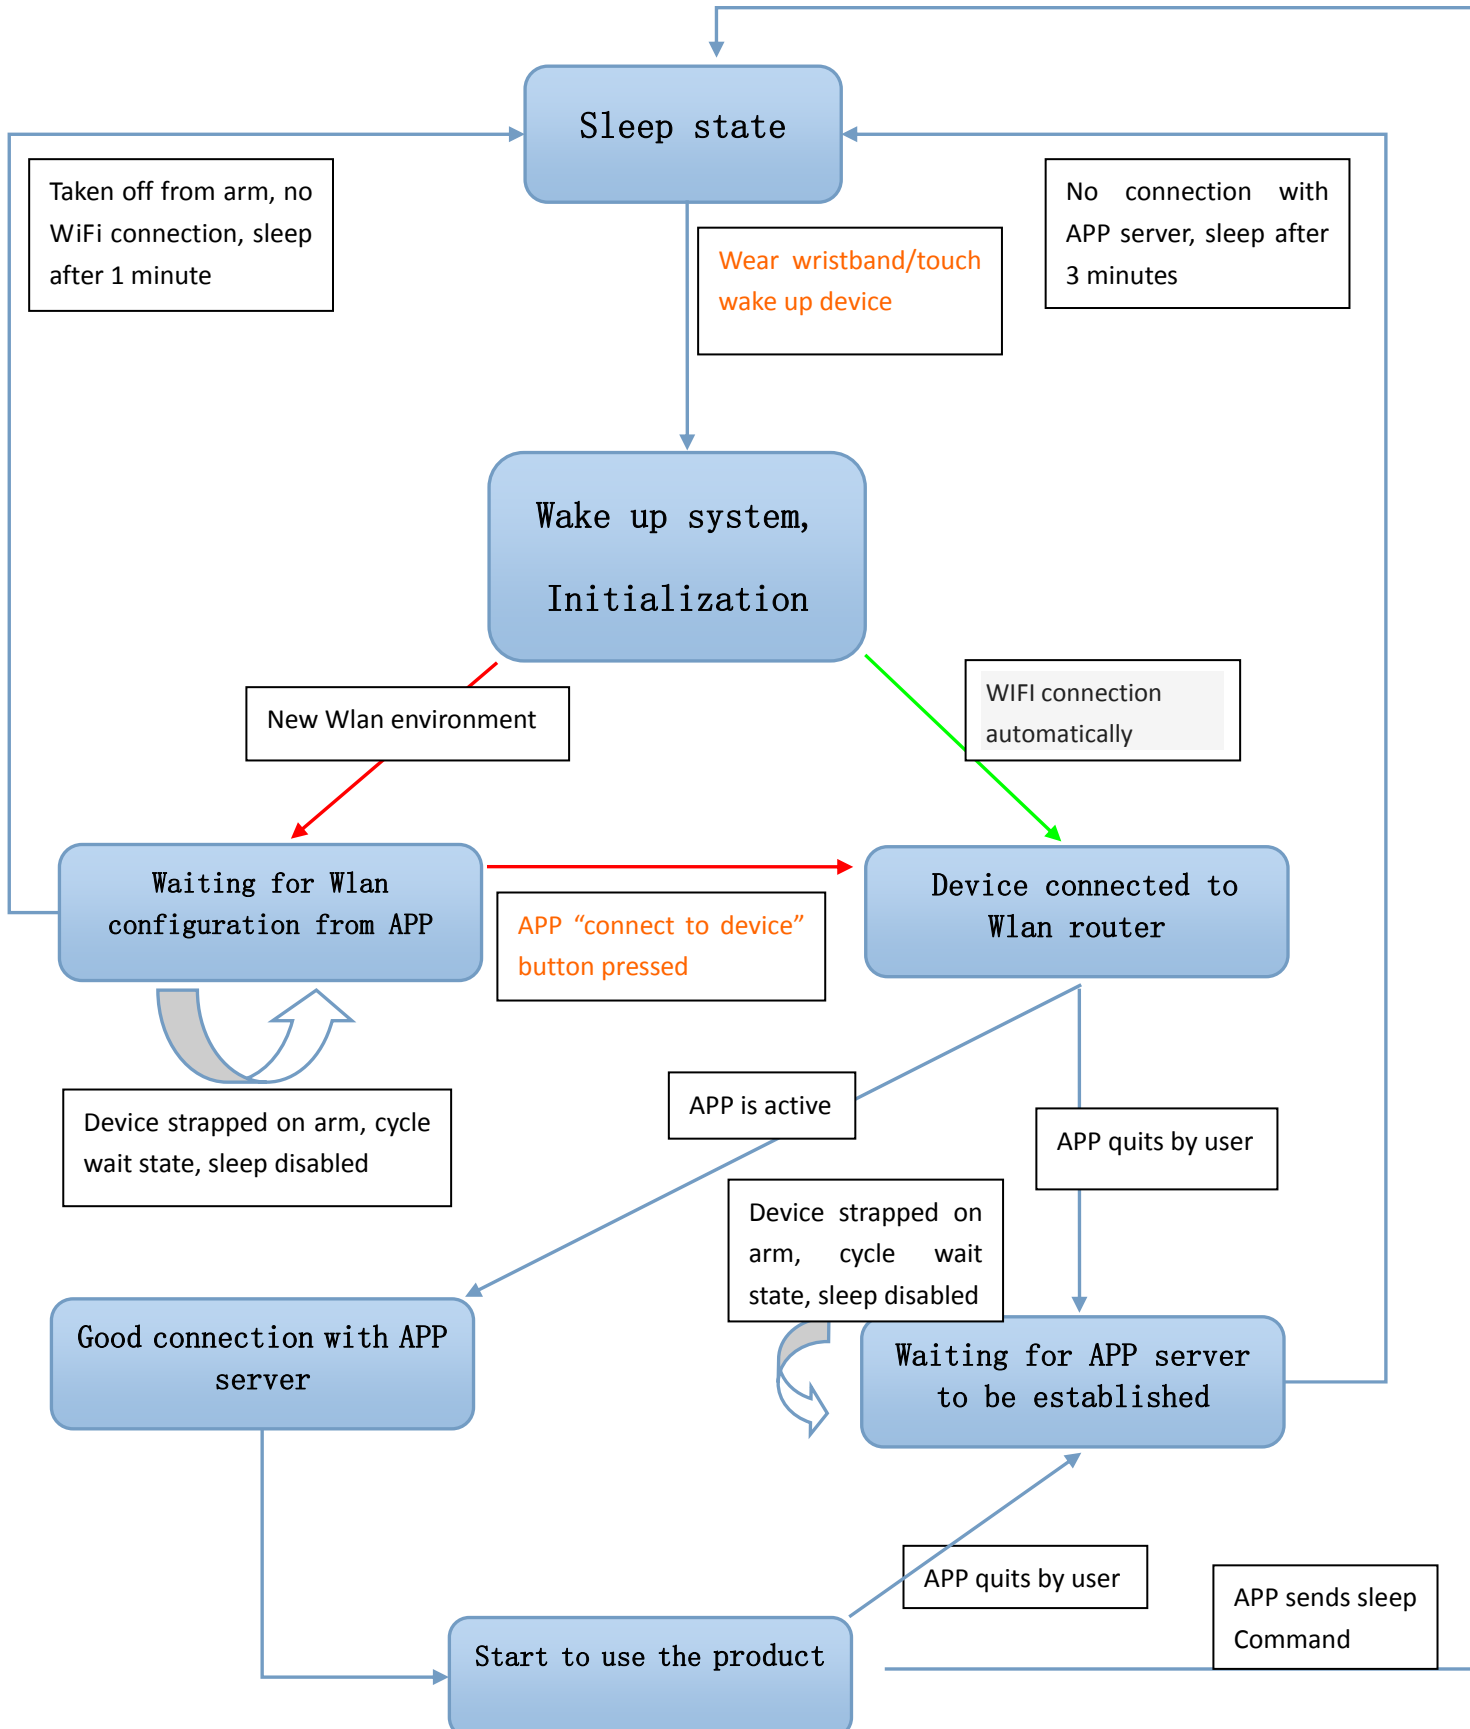 Sleep state
Taken off from arm, no
WiFi connection, sleep
after 1 minute
No connection with
APP server, sleep after
3 minutes
Wear wristband/touch
wake up device
Wake up system,
Initialization
New Wlan environment
WIFI connection
automatically
Waiting for Wlan
configuration from APP
Device connected to
Wlan router
APP “connect to device”
button pressed
Device strapped on arm, cycle
wait state, sleep disabled
APP is active
APP quits by user
Device strapped on
arm, cycle wait
state, sleep disabled
Good connection with APP
server
Waiting for APP server
to be established
APP quits by user
APP sends sleep
Command
Start to use the product